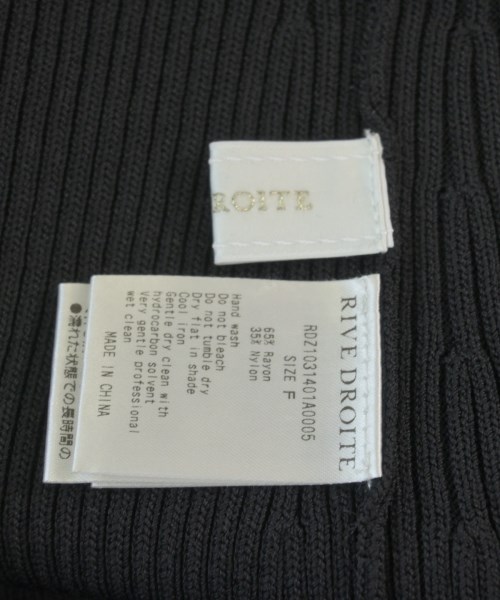 ROITE
RIVE DROITE
RDZ1031401A0005
SIZE F
65% Rayon
35% Nylon
Hand wash
Do not bleach
Do not tumble dry
Dry flat in shade
Cool iron
Gentle dry clean with
hydrocarbon solvent
Very gentle professional
wet clean
MADE IN CHINA
●濡れた状態での長時間の